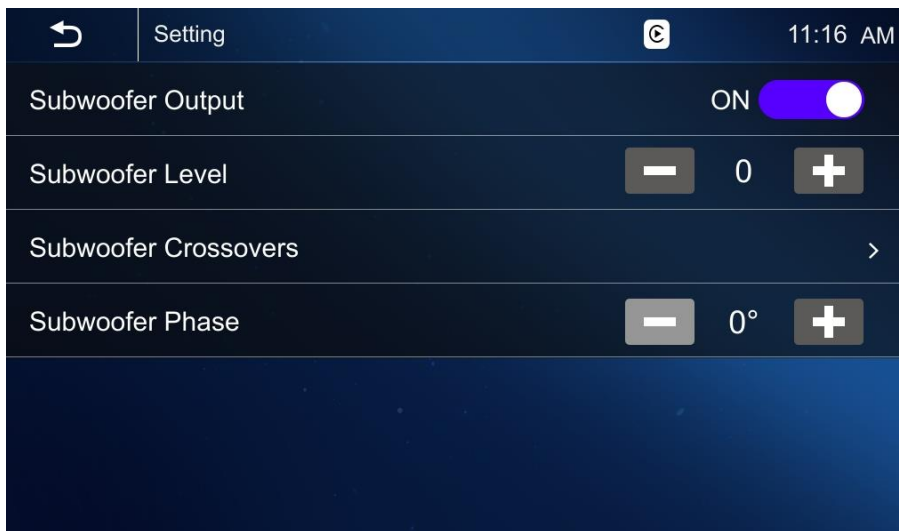 Setting 11:16 AM
Subwoofer Output ON
Subwoofer Level 0
Subwoofer Crossovers >
Subwoofer Phase 0°